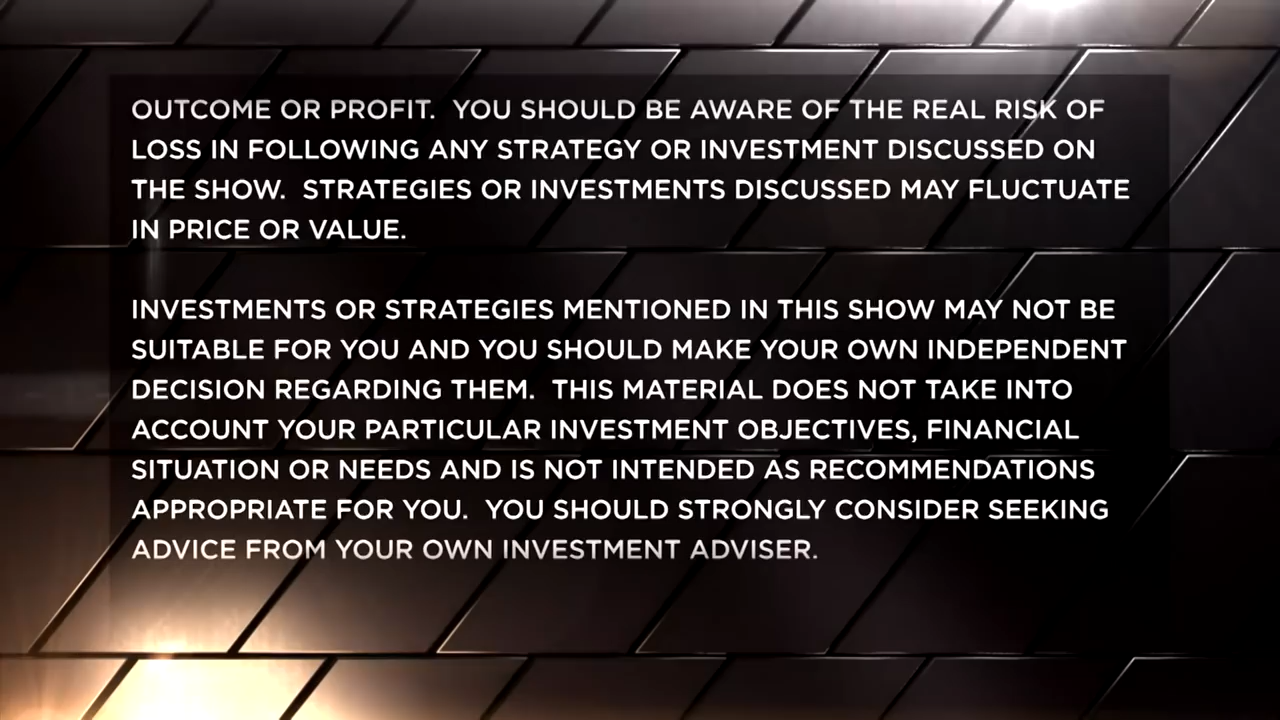 OUTCOME OR PROFIT. YOU SHOULD BE AWARE OF THE REAL RISK OF
LOSS IN FOLLOWING ANY STRATEGY OR INVESTMENT DISCUSSED ON
THE SHOW. STRATEGIES OR INVESTMENTS DISCUSSED MAY FLUCTUATE
IN PRICE OR VALUE.
INVESTMENTS OR STRATEGIES MENTIONED IN THIS SHOW MAY NOT BE
SUITABLE FOR YOU AND YOU SHOULD MAKE YOUR OWN INDEPENDENT
DECISION REGARDING THEM. THIS MATERIAL DOES NOT TAKE INTO
ACCOUNT YOUR PARTICULAR INVESTMENT OBJECTIVES, FINANCIAL
SITUATION OR NEEDS AND IS NOT INTENDED AS RECOMMENDATIONS
APPROPRIATE FOR YOU. YOU SHOULD STRONGLY CONSIDER SEEKING
ADVICE FROM YOUR OWN INVESTMENT ADVISER.